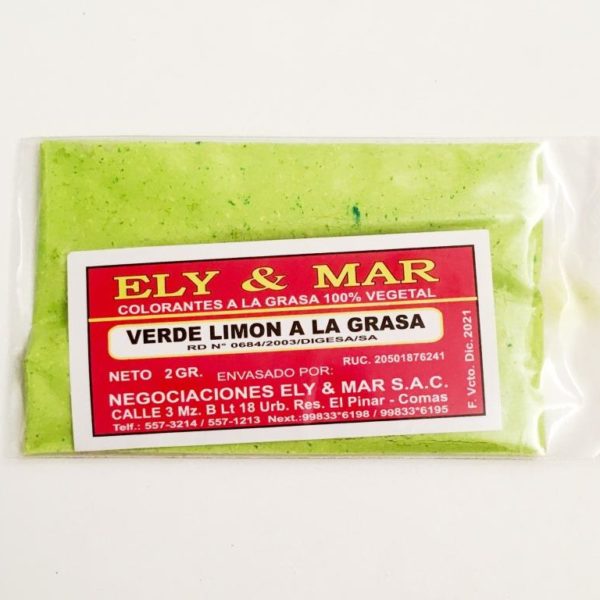 ELY & MAR
COLORANTES A LA GRASA 100% VEGETAL
VERDE LIMON A LA GRASA
RD N° 0684/2003/DIGESA/SA
RUC. 20501876241
NETO 2 GR. ENVASADO POR:
NEGOCIACIONES ELY & MAR S.A.C.
CALLE 3 Mz. B Lt 18 Urb. Res. El Pinar - Comas
Telf.: 557-3214 / 557-1213 Next.:99833*6198 / 99833*6195
F. Vcto. Dic. 2021